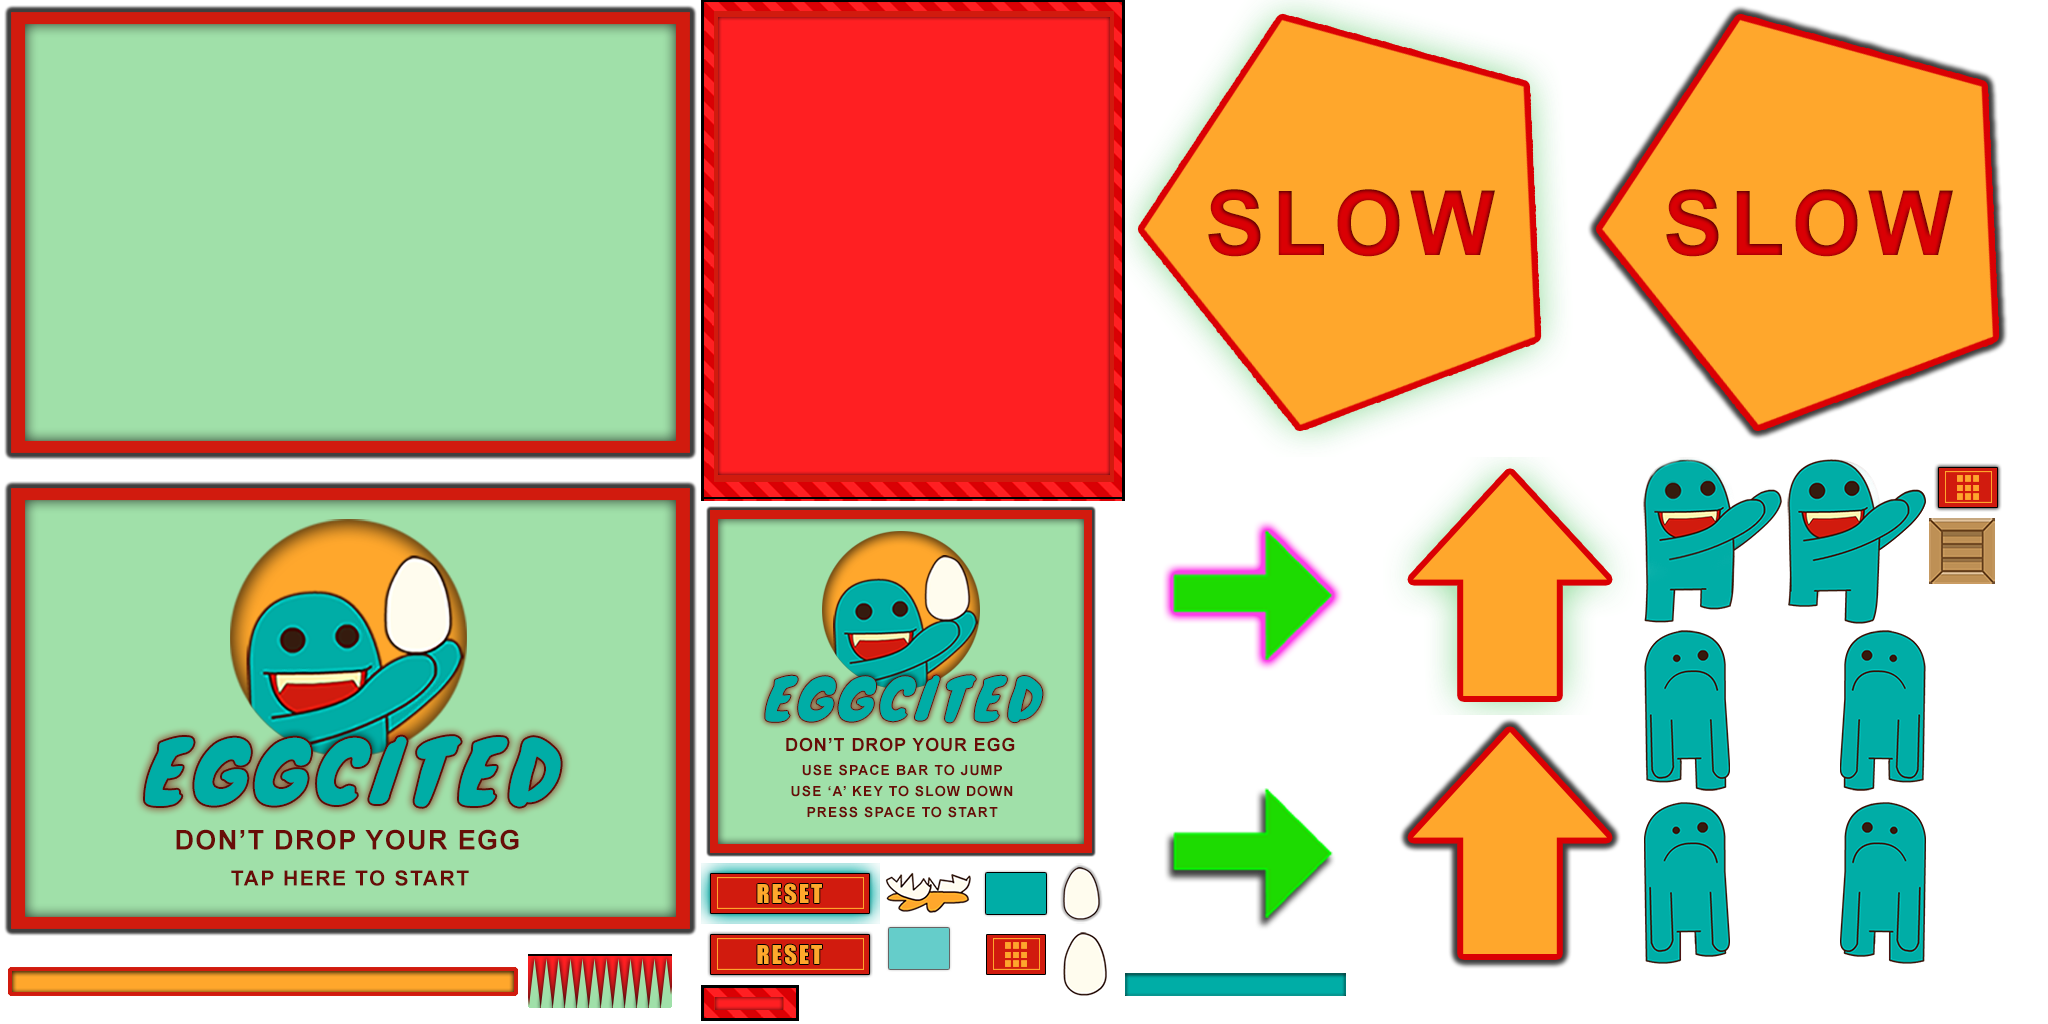 SLOW
SLOW
EGGCITED
DON'T DROP YOUR EGG
TAP HERE TO START
EGGCITED
DON'T DROP YOUR EGG
USE SPACE BAR TO JUMP
USE ‘A’ KEY TO SLOW DOWN
PRESS SPACE TO START
RESET
RESET